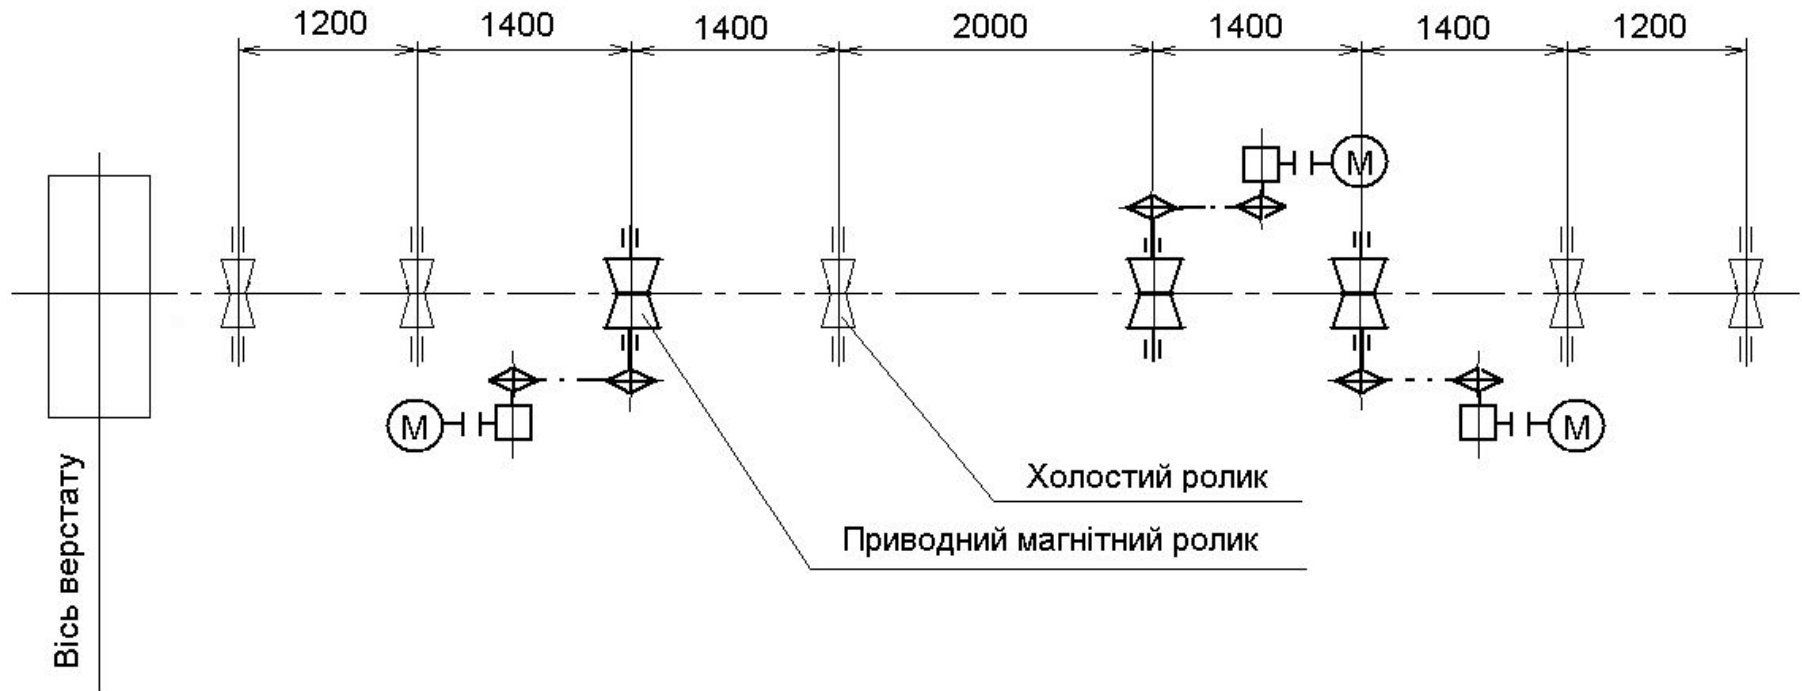 1200
1400
1400
2000
1400
1400
1200
М
М
М
Холостий ролик
Приводний магнітний ролик
Вісь верстату